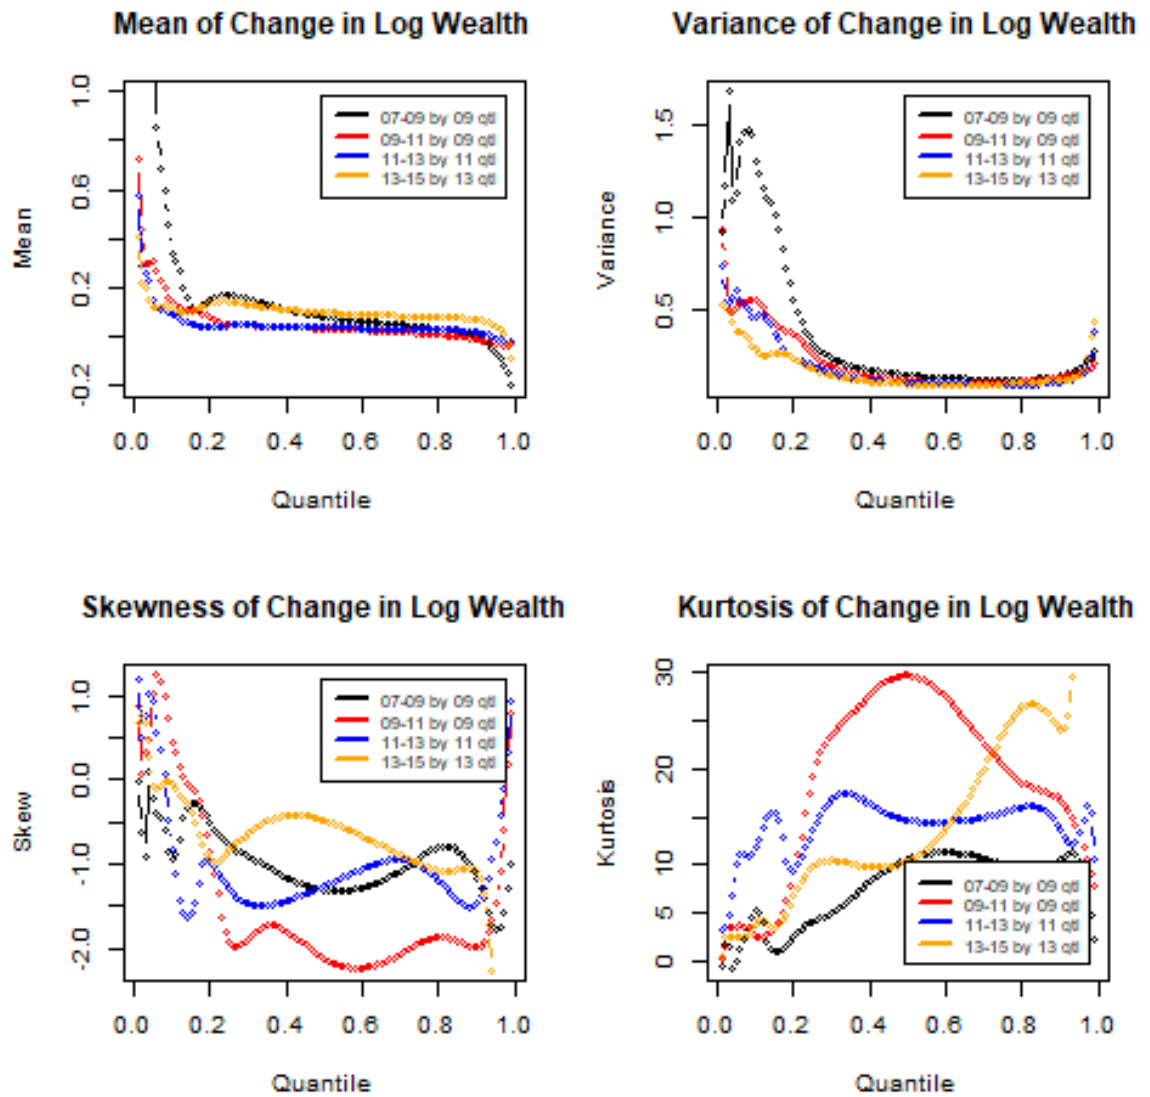 Mean of Change in Log Wealth
Mean
1.0
0.6
0.2
-0.2
07-09 by 09 qtl
09-11 by 09 qtl
11-13 by 11 qtl
13-15 by 13 qtl
0.0 0.2 0.4 0.6 0.8 1.0
Quantile
Variance of Change in Log Wealth
Variance
1.5
1.0
0.5
07-09 by 09 qtl
09-11 by 09 qtl
11-13 by 11 qtl
13-15 by 13 qtl
0.0 0.2 0.4 0.6 0.8 1.0
Quantile
Skewness of Change in Log Wealth
Skew
1.0
0.0
-1.0
-2.0
07-09 by 09 qtl
09-11 by 09 qtl
11-13 by 11 qtl
13-15 by 13 qtl
0.0 0.2 0.4 0.6 0.8 1.0
Quantile
Kurtosis of Change in Log Wealth
Kurtosis
30
20
10
5
0
07-09 by 09 qtl
09-11 by 09 qtl
11-13 by 11 qtl
13-15 by 13 qtl
0.0 0.2 0.4 0.6 0.8 1.0
Quantile